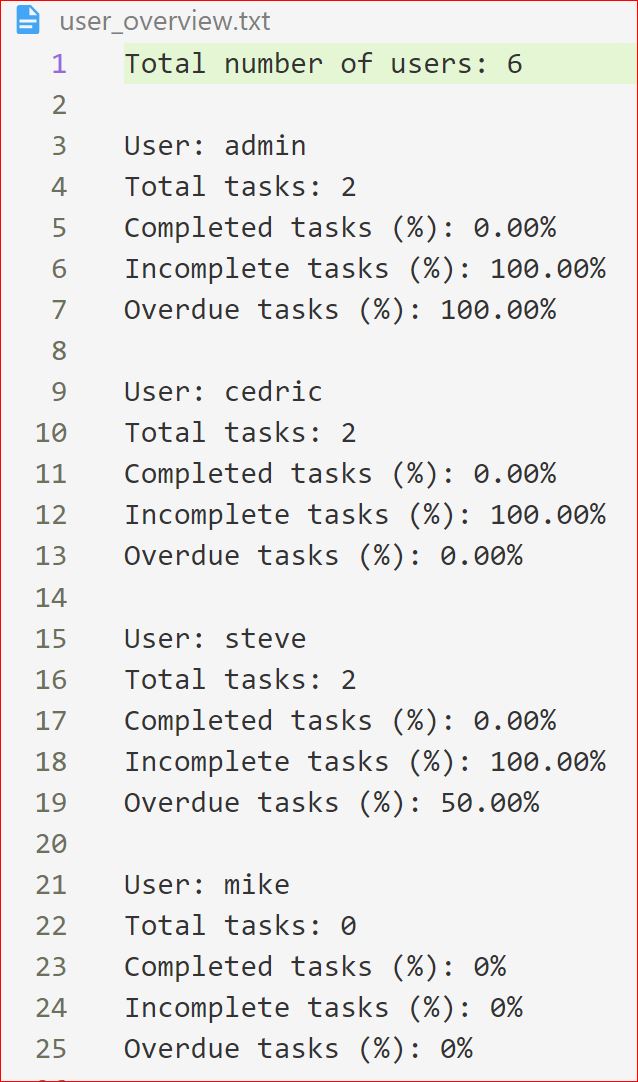 user_overview.txt
1 Total number of users: 6
2
3 User: admin
4 Total tasks: 2
5 Completed tasks (%): 0.00%
6 Incomplete tasks (%): 100.00%
7 Overdue tasks (%): 100.00%
8
9 User: cedric
10 Total tasks: 2
11 Completed tasks (%): 0.00%
12 Incomplete tasks (%): 100.00%
13 Overdue tasks (%): 0.00%
14
15 User: steve
16 Total tasks: 2
17 Completed tasks (%): 0.00%
18 Incomplete tasks (%): 100.00%
19 Overdue tasks (%): 50.00%
20
21 User: mike
22 Total tasks: 0
23 Completed tasks (%): 0%
24 Incomplete tasks (%): 0%
25 Overdue tasks (%): 0%